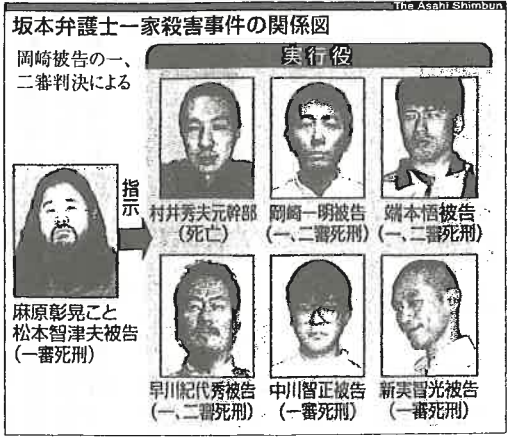 The Asahi Shimbun
坂本弁護士一家殺害事件の関係図
岡崎被告の一、
二審判決による
実行役
指示
麻原彰晃こと
松本智津夫被告
(一審死刑)
村井秀夫元幹部
(死亡)
岡崎一明被告
(一、二審死刑)
端本悟被告
(一、二審死刑)
早川紀代秀被告
(一、二審死刑)
中川智正被告
(一審死刑)
新実智光被告
(一審死刑)